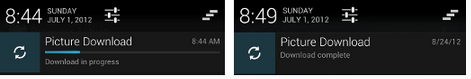 8:44 SUNDAY
JULY 1, 2012
Picture Download 8:44 AM
Download in progress
8:49 SUNDAY
JULY 1, 2012
Picture Download 8/24/12
Download complete